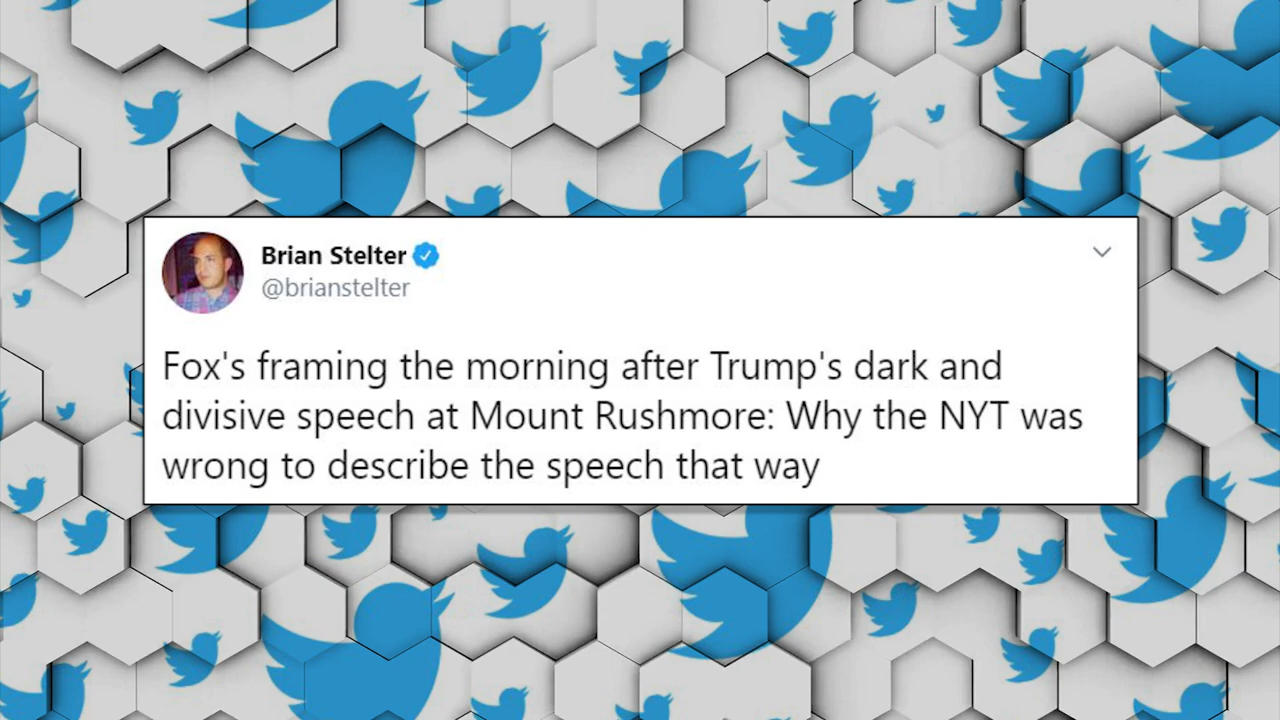 Brian Stelter
@brianstelter
Fox's framing the morning after Trump's dark and
divisive speech at Mount Rushmore: Why the NYT was
wrong to describe the speech that way